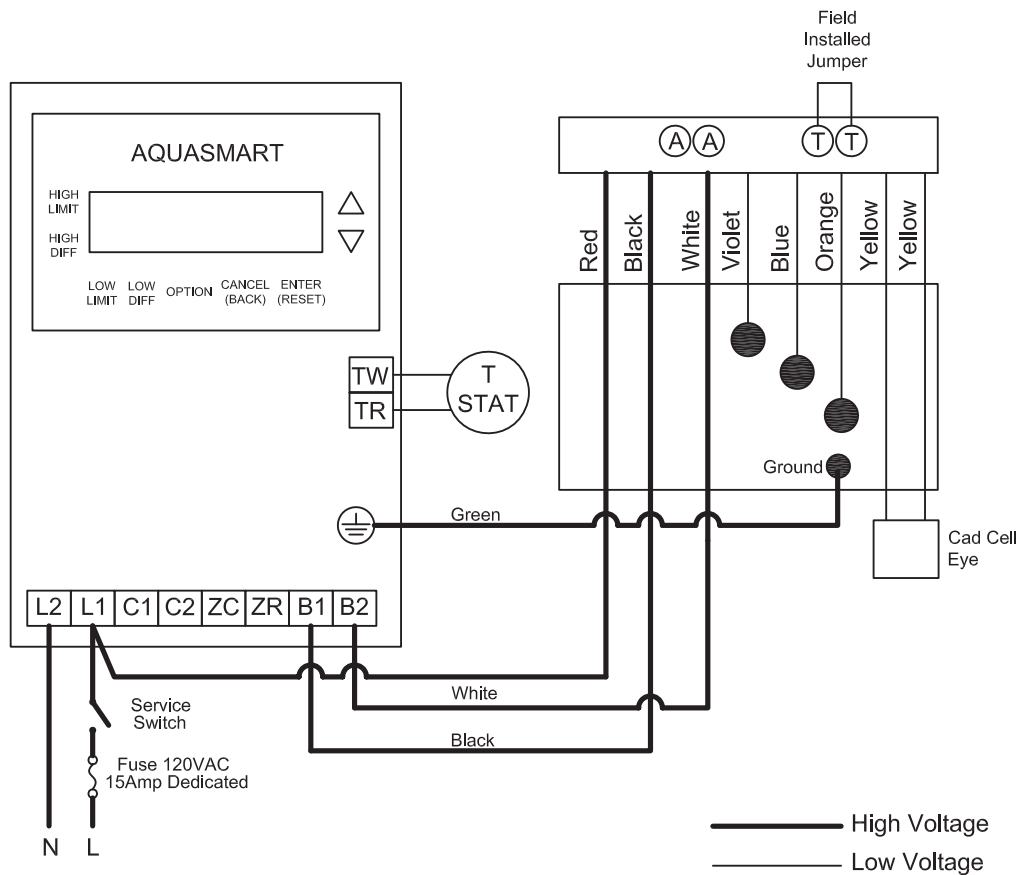 Field
Installed
Jumper
AQUASMART
HIGH
LIMIT
HIGH
DIFF
LOW
LIMIT
LOW
DIFF
OPTION
CANCEL
(BACK)
ENTER
(RESET)
A A T T
Red
Black
White
Violet
Blue
Orange
Yellow
Yellow
TW
TR
T
STAT
Ground
Green
Cad Cell
Eye
L2 L1 C1 C2 ZC ZR B1 B2
White
Black
Service
Switch
Fuse 120VAC
15Amp Dedicated
N L
High Voltage
Low Voltage